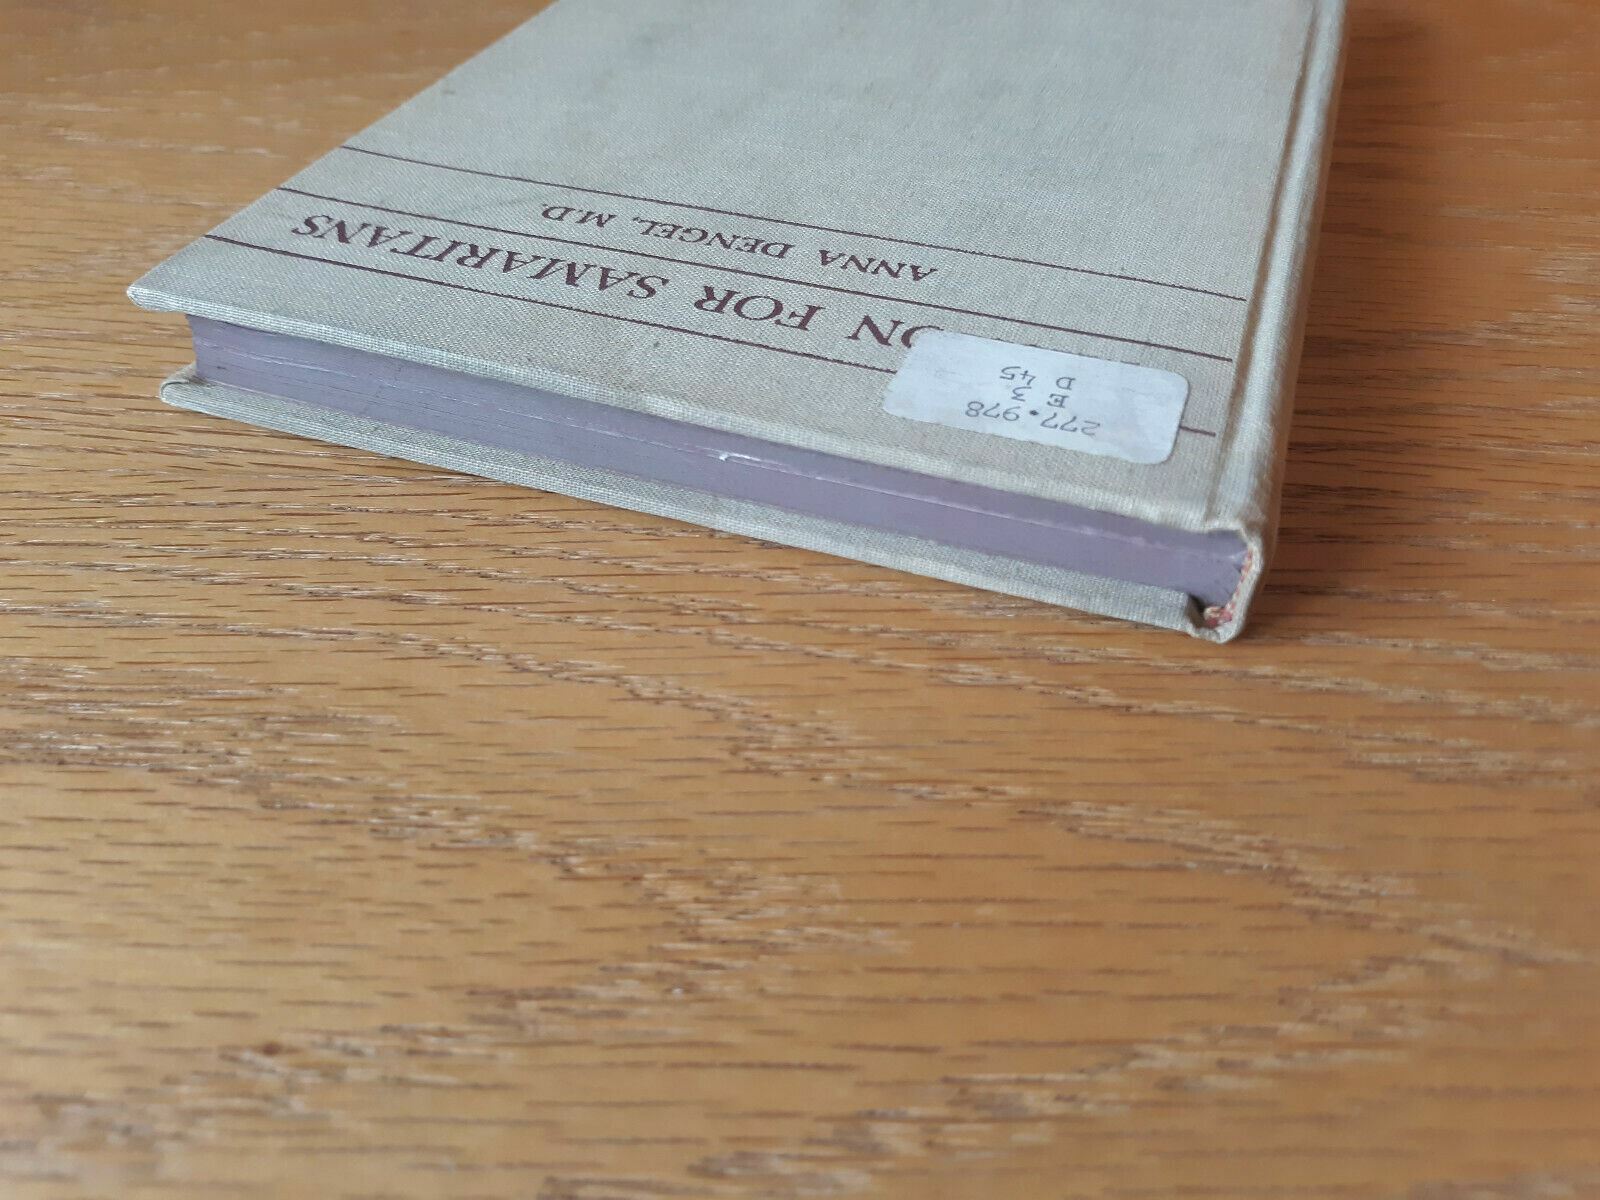 ON FOR SAMARITANS
ANNA DENGEL, M.D.
277.978
E
3
D 45